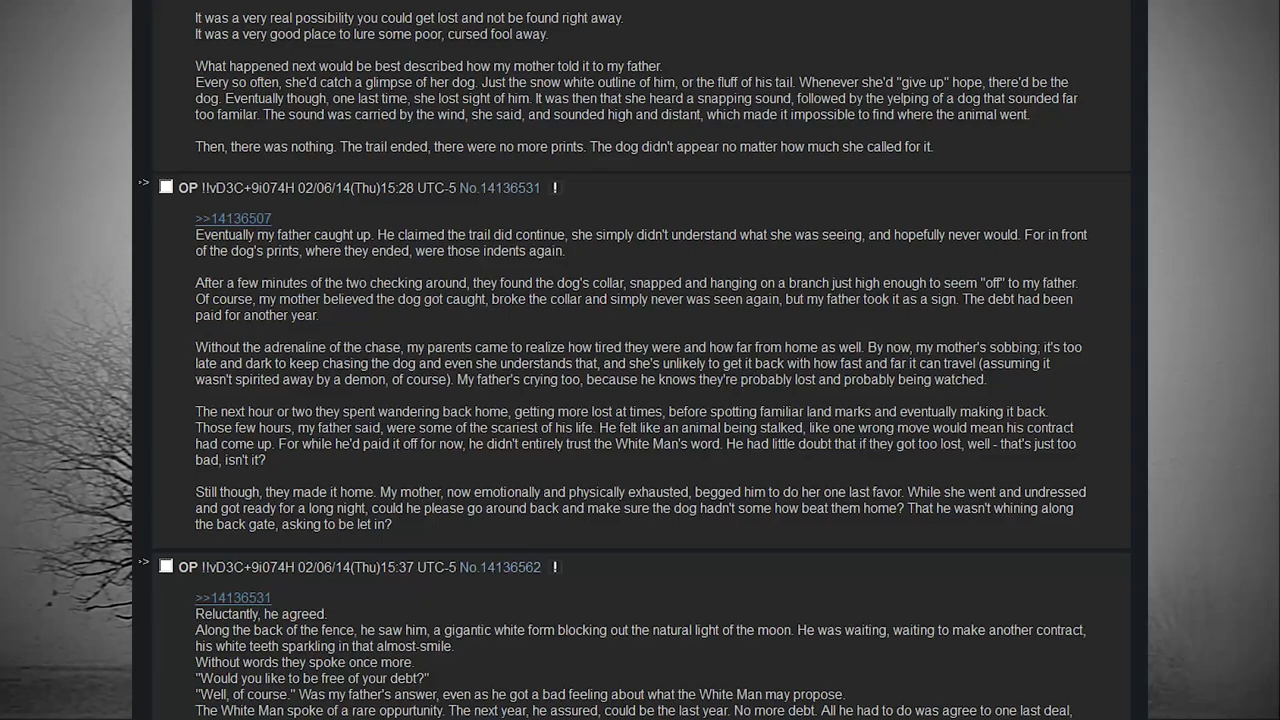 It was a very real possibility you could get lost and not be found right away.
It was a very good place to lure some poor, cursed fool away.
What happened next would be best described how my mother told it to my father.
Every so often, she'd catch a glimpse of her dog. Just the snow white outline of him, or the fluff of his tail. Whenever she'd "give up" hope, there'd be the
dog. Eventually though, one last time, she lost sight of him. It was then that she heard a snapping sound, followed by the yelping of a dog that sounded far
too familar. The sound was carried by the wind, she said, and sounded high and distant, which made it impossible to find where the animal went.
Then, there was nothing. The trail ended, there were no more prints. The dog didn't appear no matter how much she called for it.
>> OP !!vD3C+9i074H 02/06/14(Thu)15:28 UTC-5 No.14136531 !
>>14136507
Eventually my father caught up. He claimed the trail did continue, she simply didn't understand what she was seeing, and hopefully never would. For in front
of the dog's prints, where they ended, were those indents again.
After a few minutes of the two checking around, they found the dog's collar, snapped and hanging on a branch just high enough to seem "off" to my father.
Of course, my mother believed the dog got caught, broke the collar and simply never was seen again, but my father took it as a sign. The debt had been
paid for another year.
Without the adrenaline of the chase, my parents came to realize how tired they were and how far from home as well. By now, my mother's sobbing; it's too
late and dark to keep chasing the dog and even she understands that, and she's unlikely to get it back with how fast and far it can travel (assuming it
wasn't spirited away by a demon, of course). My father's crying too, because he knows they're probably lost and probably being watched.
The next hour or two they spent wandering back home, getting more lost at times, before spotting familiar land marks and eventually making it back.
Those few hours, my father said, were some of the scariest of his life. He felt like an animal being stalked, like one wrong move would mean his contract
had come up. For while he'd paid it off for now, he didn't entirely trust the White Man's word. He had little doubt that if they got too lost, well - that's just too
bad, isn't it?
Still though, they made it home. My mother, now emotionally and physically exhausted, begged him to do her one last favor. While she went and undressed
and got ready for a long night, could he please go around back and make sure the dog hadn't some how beat them home? That he wasn't whining along
the back gate, asking to be let in?
>> OP !!vD3C+9i074H 02/06/14(Thu)15:37 UTC-5 No.14136562 !
>>14136531
Reluctantly, he agreed.
Along the back of the fence, he saw him, a gigantic white form blocking out the natural light of the moon. He was waiting, waiting to make another contract,
his white teeth sparkling in that almost-smile.
Without words they spoke once more.
"Would you like to be free of your debt?"
"Well, of course." Was my father's answer, even as he got a bad feeling about what the White Man may propose.
The White Man spoke of a rare oppurtunity. The next year, he assured, could be the last year. No more debt. All he had to do was agree to one last deal,